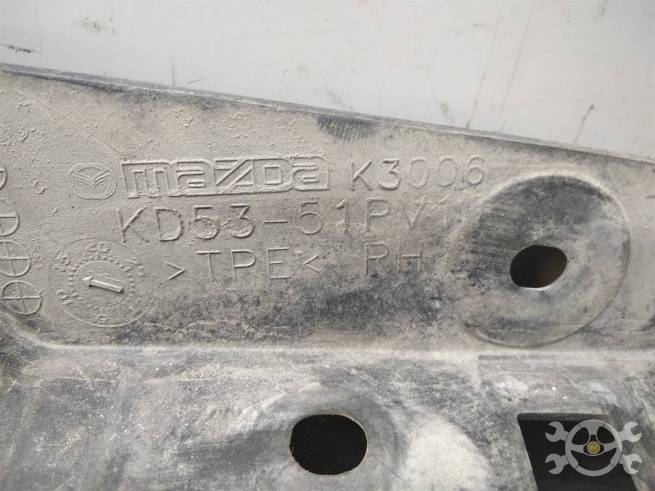 mazda K3006
KD53-51PV1
>TPE< RH